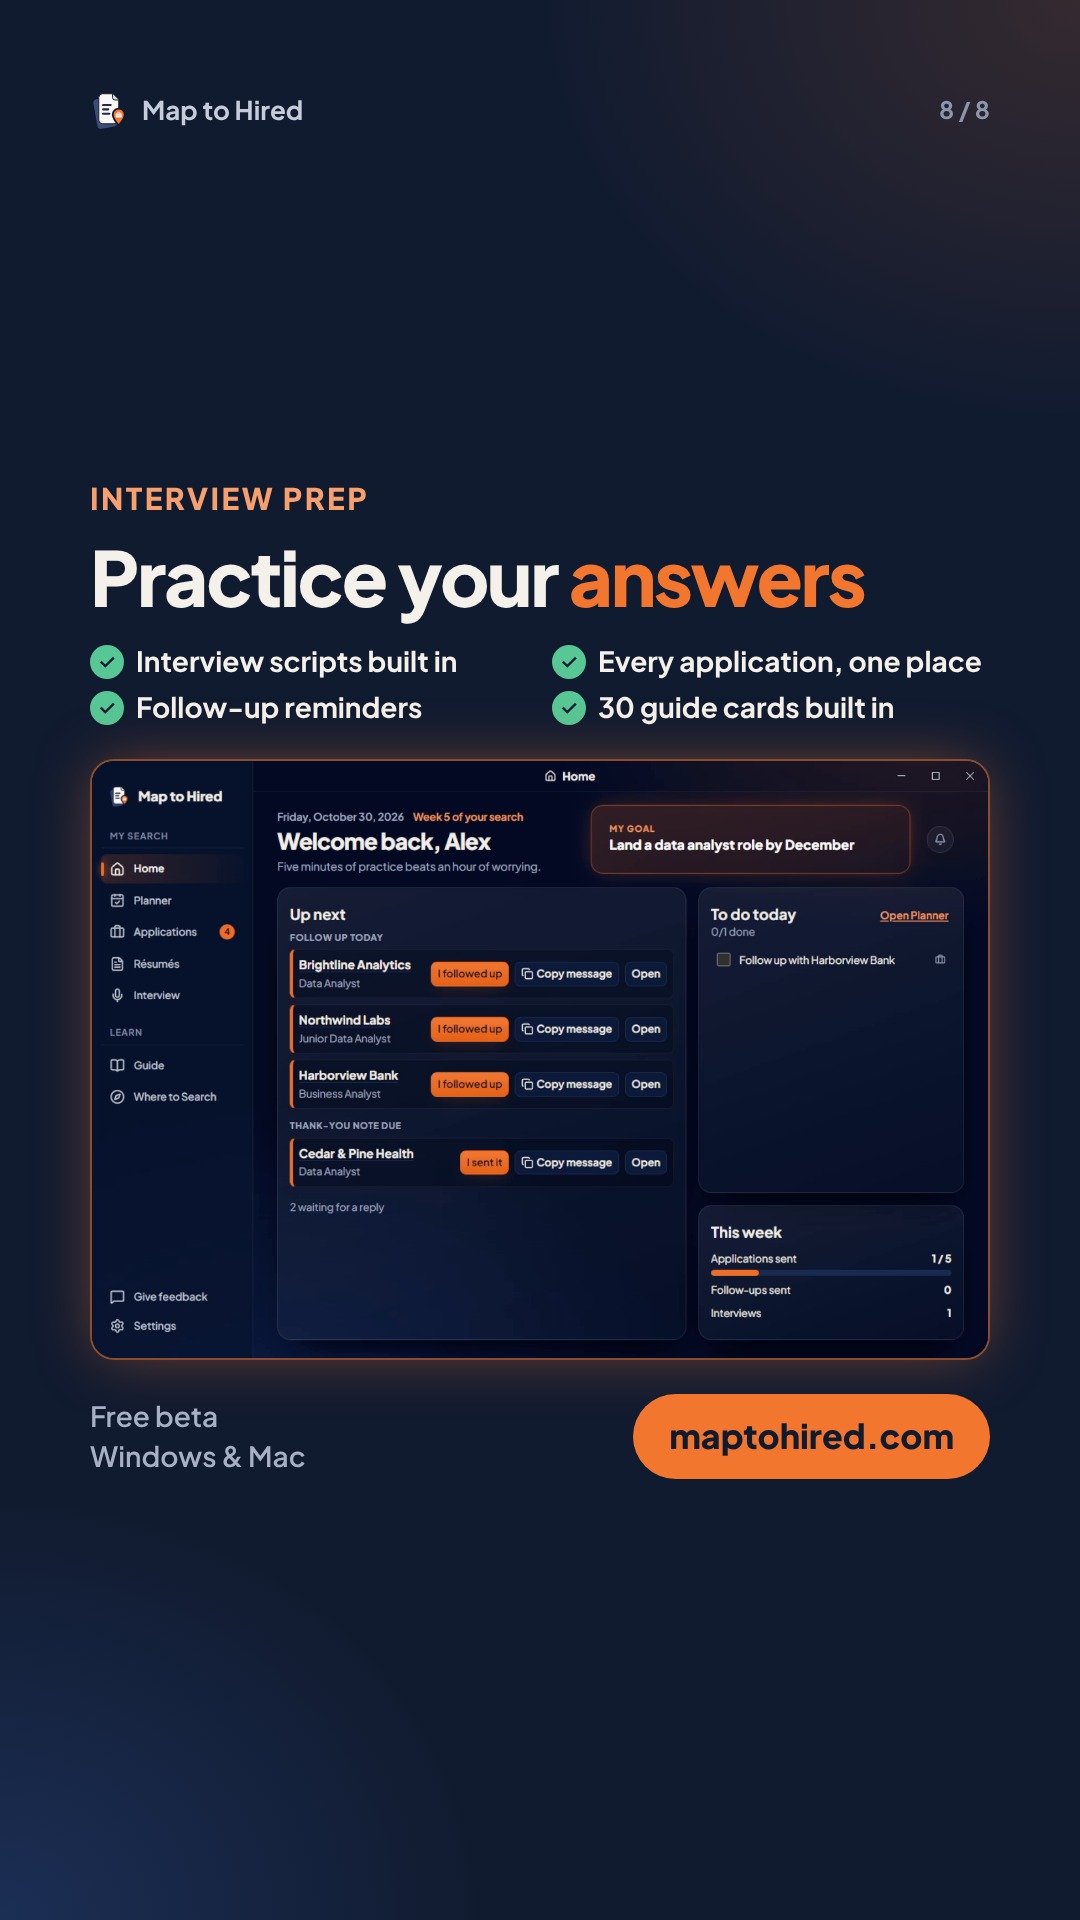 Map to Hired
8 / 8
INTERVIEW PREP
Practice your answers
Interview scripts built in
Every application, one place
Follow-up reminders
30 guide cards built in
Map to Hired
MY SEARCH
Home
Planner
Applications 4
Résumés
Interview
LEARN
Guide
Where to Search
Give feedback
Settings
Home
Friday, October 30, 2026 Week 5 of your search
Welcome back, Alex
Five minutes of practice beats an hour of worrying.
MY GOAL
Land a data analyst role by December
Up next
FOLLOW UP TODAY
Brightline Analytics
Data Analyst
I followed up Copy message Open
Northwind Labs
Junior Data Analyst
I followed up Copy message Open
Harborview Bank
Business Analyst
I followed up Copy message Open
THANK-YOU NOTE DUE
Cedar & Pine Health
Data Analyst
I sent it Copy message Open
2 waiting for a reply
To do today Open Planner
0/1 done
Follow up with Harborview Bank
This week
Applications sent 1 / 5
Follow-ups sent 0
Interviews 1
Free beta
Windows & Mac
maptohired.com